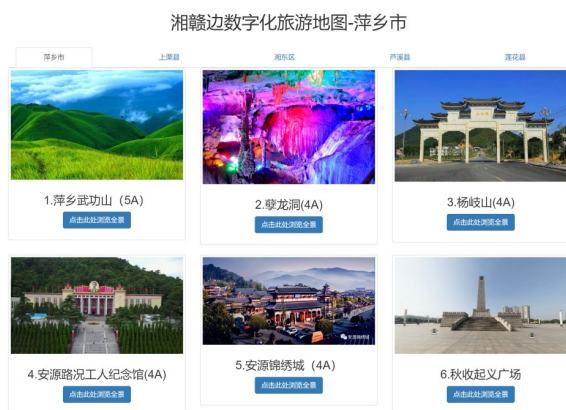 湘赣边数字化旅游地图-萍乡市
萍乡市
上栗县
湘东区
芦溪县
莲花县
1.萍乡武功山（5A）
点击此处浏览全景
2.孽龙洞(4A)
点击此处浏览全景
3.杨岐山(4A)
点击此处浏览全景
安源锦绣城
4.安源路况工人纪念馆(4A)
点击此处浏览全景
5.安源锦绣城（4A）
点击此处浏览全景
6.秋收起义广场
点击此处浏览全景